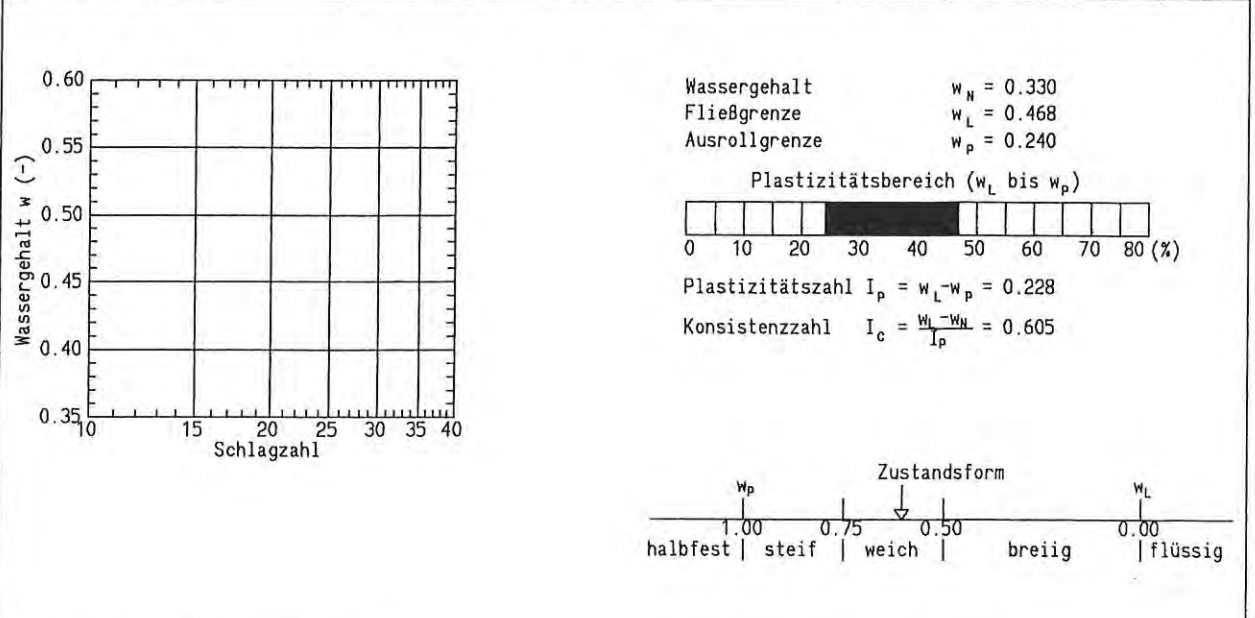 0.60
0.55
0.50
0.45
0.40
0.35
Wassergehalt w (-)
10 15 20 25 30 35 40
Schlagzahl
Wassergehalt w_N = 0.330
Fließgrenze w_L = 0.468
Ausrollgrenze w_p = 0.240
Plastizitätsbereich (w_L bis w_p)
0 10 20 30 40 50 60 70 80 (%)
Plastizitätszahl I_p = w_L-w_p = 0.228
Konsistenzzahl I_c = w_L-w_N / I_p = 0.605
Zustandsform
w_p w_L
1.00 0.75 0.50 0.00
halbfest | steif | weich | breiig | flüssig